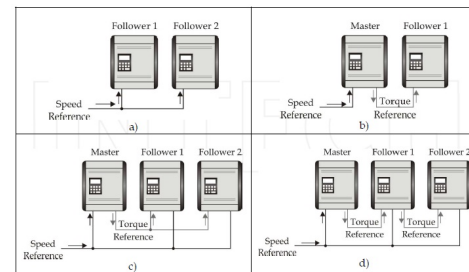 Follower 1 Follower 2
Speed
Reference
a)
Master Follower 1
Speed
Reference
Torque
Reference
b)
Master Follower 1 Follower 2
Torque
Reference
Speed
Reference
c)
Master Follower 1 Follower 2
Torque
Reference
Torque
Reference
Speed
Reference
d)